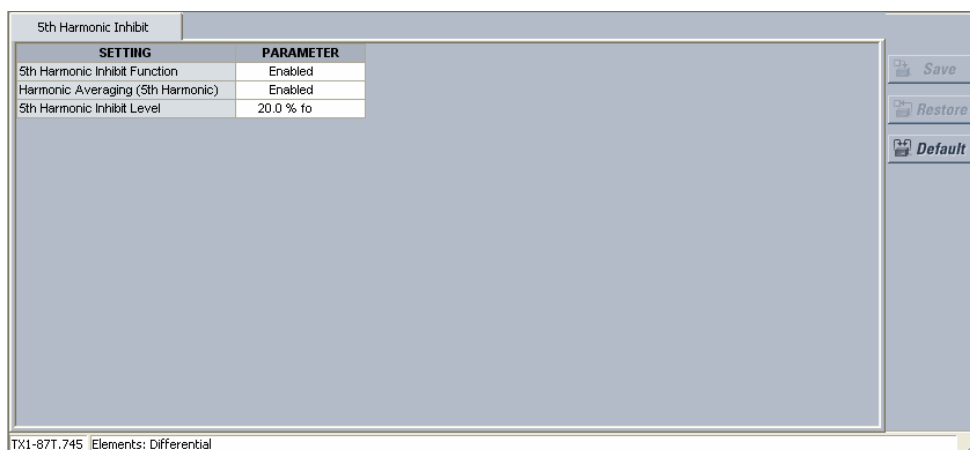 5th Harmonic Inhibit
SETTING PARAMETER
5th Harmonic Inhibit Function Enabled
Harmonic Averaging (5th Harmonic) Enabled
5th Harmonic Inhibit Level 20.0 % fo
Save
Restore
Default
TX1-87T.745 Elements: Differential